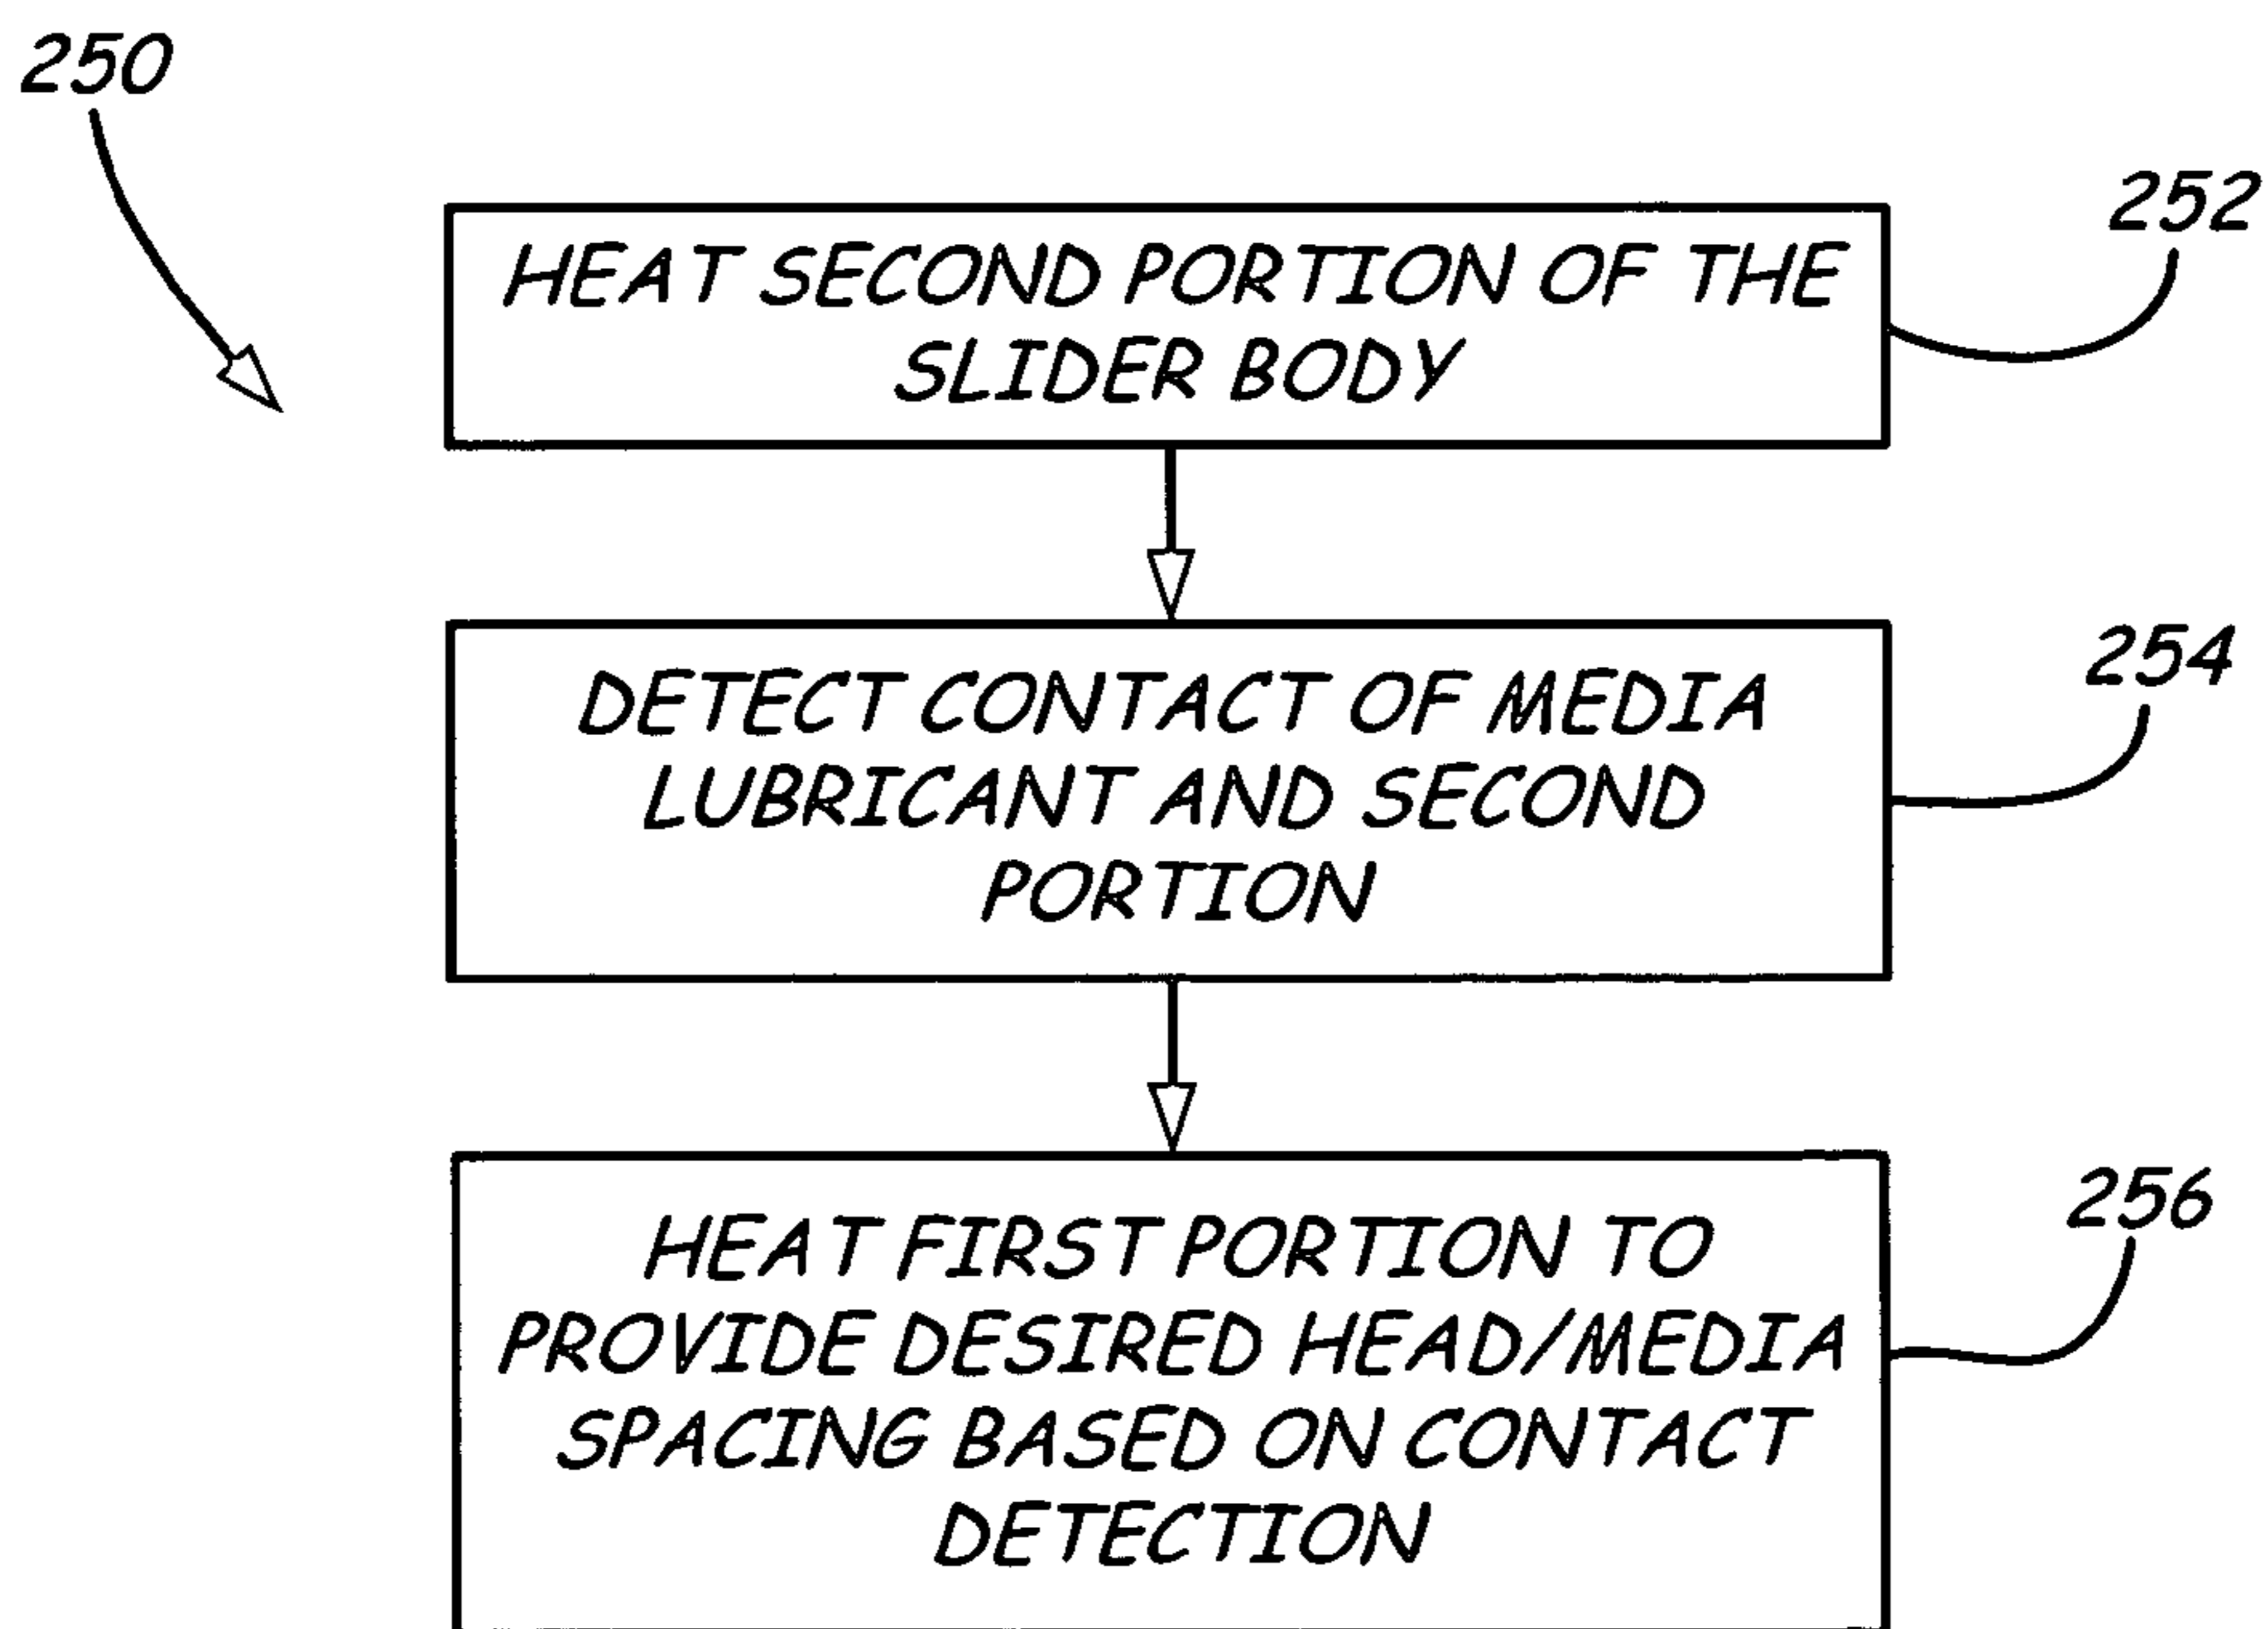 250
252
HEAT SECOND PORTION OF THE
SLIDER BODY
254
DETECT CONTACT OF MEDIA
LUBRICANT AND SECOND
PORTION
256
HEAT FIRST PORTION TO
PROVIDE DESIRED HEAD/MEDIA
SPACING BASED ON CONTACT
DETECTION